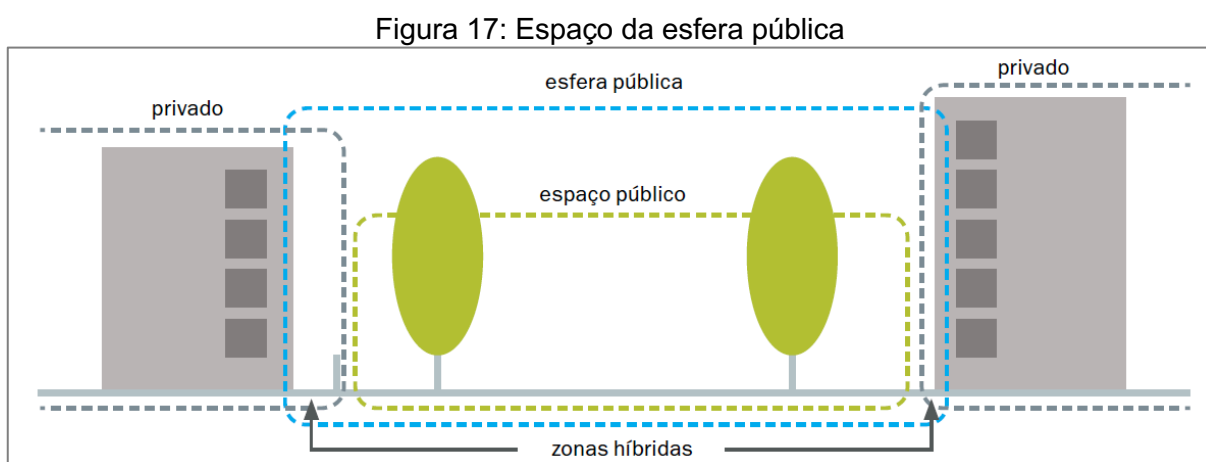 Figura 17: Espaço da esfera pública
privado
esfera pública
privado
espaço público
zonas híbridas